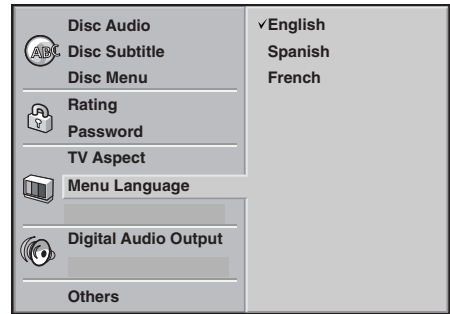 Disc Audio
Disc Subtitle
Disc Menu
Rating
Password
TV Aspect
Menu Language
Digital Audio Output
Others
✓English
Spanish
French
ABC